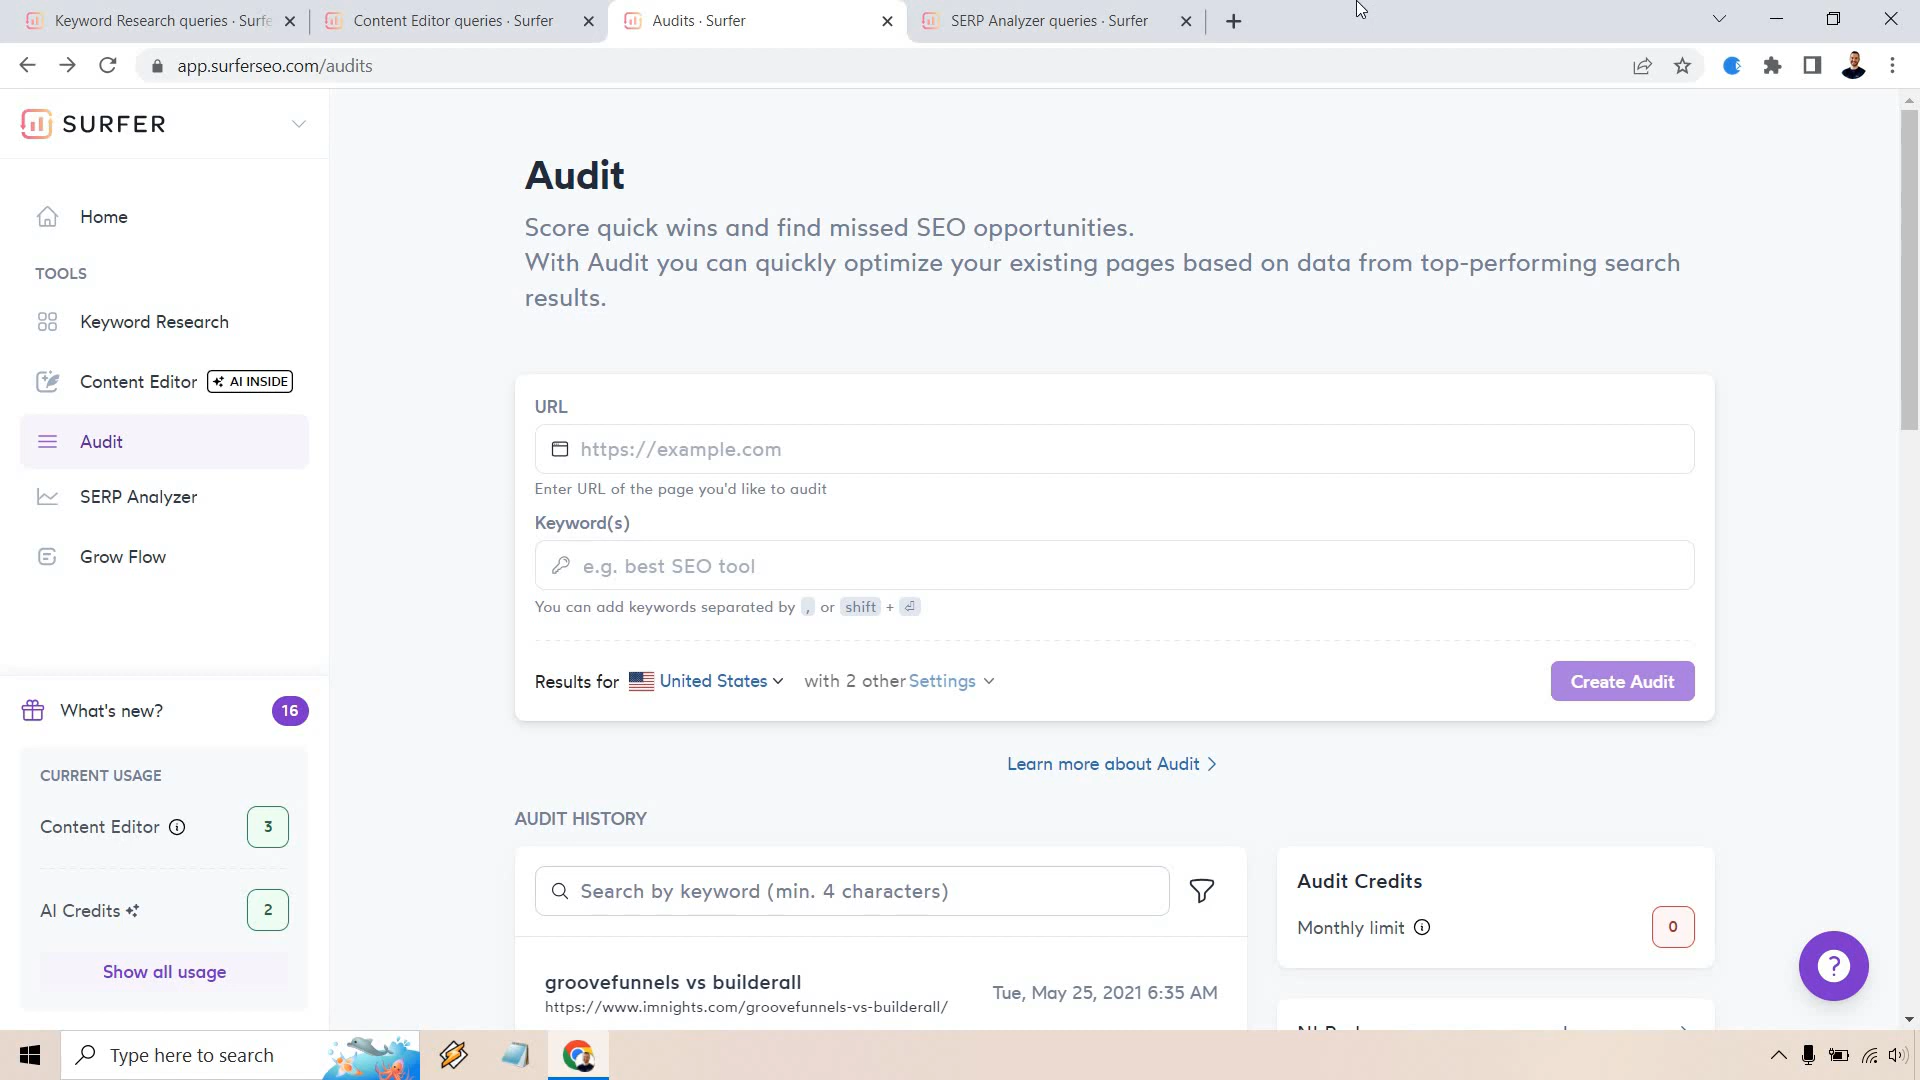 Keyword Research queries · Surfe
Content Editor queries · Surfer
Audits · Surfer
SERP Analyzer queries · Surfer
app.surferseo.com/audits
SURFER
Home
TOOLS
Keyword Research
Content Editor AI INSIDE
Audit
SERP Analyzer
Grow Flow
What's new? 16
CURRENT USAGE
Content Editor 3
AI Credits 2
Show all usage
Audit
Score quick wins and find missed SEO opportunities.
With Audit you can quickly optimize your existing pages based on data from top-performing search
results.
URL
https://example.com
Enter URL of the page you'd like to audit
Keyword(s)
e.g. best SEO tool
You can add keywords separated by , or shift + ⏎
Results for United States with 2 other Settings
Create Audit
Learn more about Audit
AUDIT HISTORY
Search by keyword (min. 4 characters)
groovefunnels vs builderall
https://www.imnights.com/groovefunnels-vs-builderall/
Tue, May 25, 2021 6:35 AM
Audit Credits
Monthly limit 0
?
Type here to search